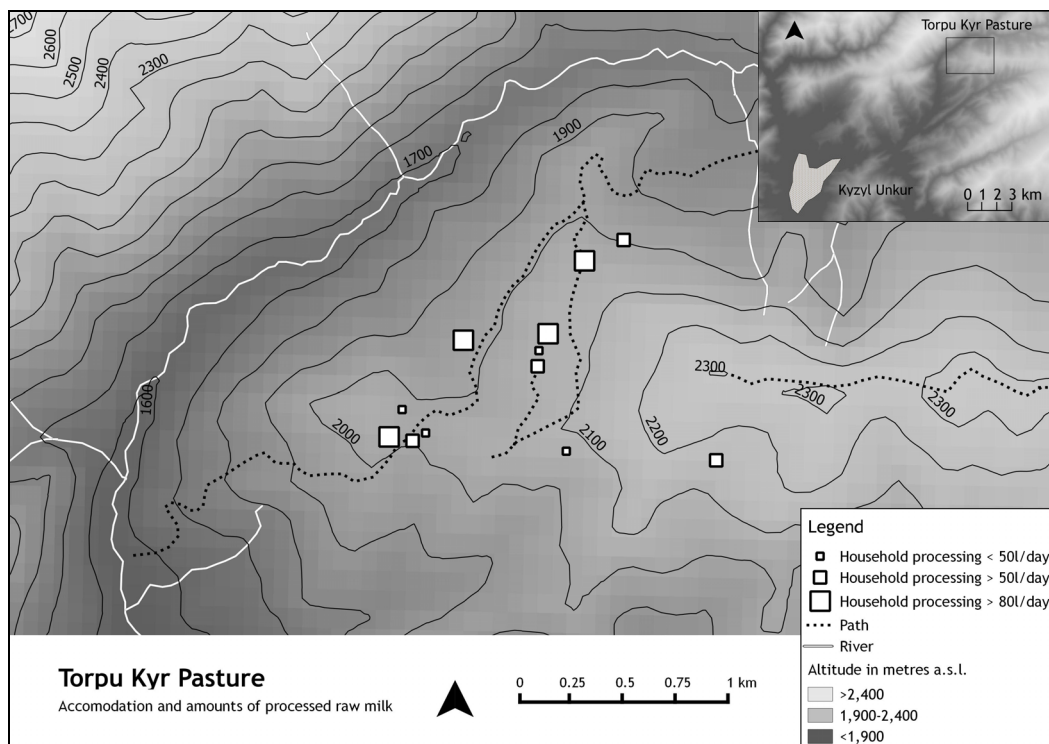 2700
2600
2500
2400
2300
1700
1900
Torpu Kyr Pasture
Kyzyl Unkur
0 1 2 3 km
1600
2000
2100
2200
2300
2300
2300
Legend
Household processing < 50l/day
Household processing > 50l/day
Household processing > 80l/day
Path
River
Altitude in metres a.s.l.
>2,400
1,900-2,400
<1,900
Torpu Kyr Pasture
Accomodation and amounts of processed raw milk
0 0.25 0.5 0.75 1 km